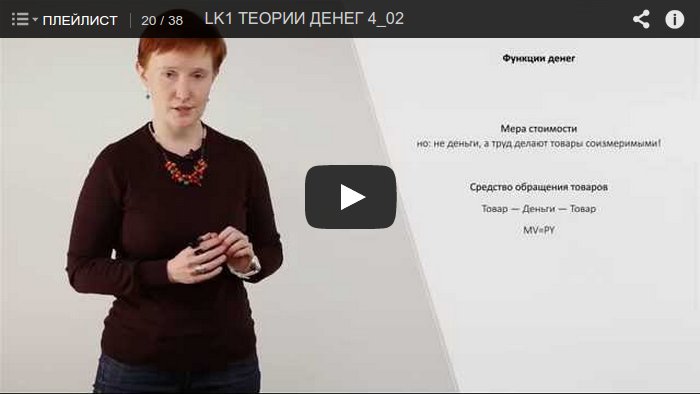 ПЛЕЙЛИСТ
20 / 38
LK1 ТЕОРИИ ДЕНЕГ 4_02
Функции денег
Мера стоимости
но: не деньги, а труд делают товары соизмеримыми!
Средство обращения товаров
Товар — Деньги — Товар
MV=PY